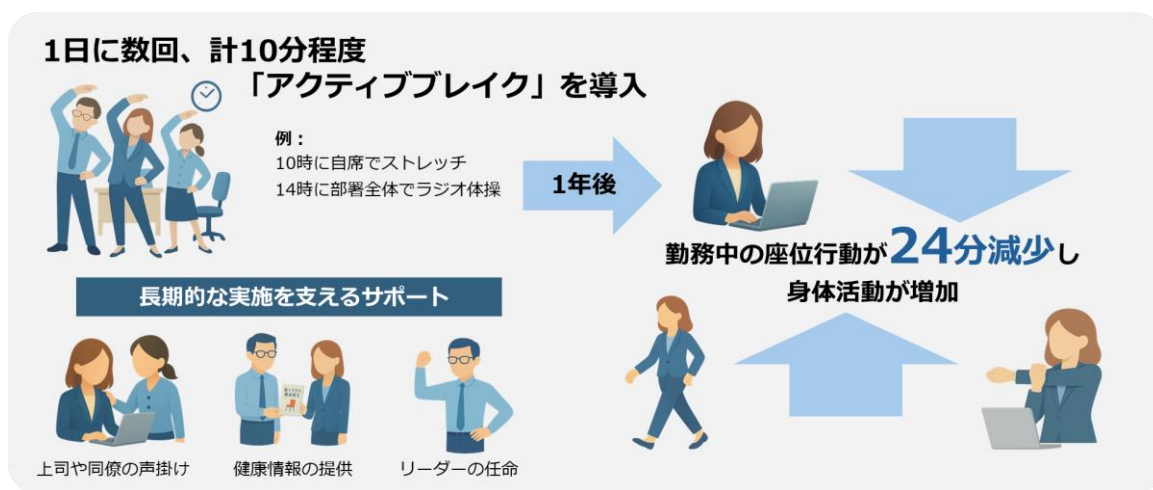 1日に数回、計10分程度
「アクティブブレイク」を導入
例：
10時に自席でストレッチ
14時に部署全体でラジオ体操
1年後
勤務中の座位行動が24分減少し
身体活動が増加
長期的な実施を支えるサポート
上司や同僚の声掛け
健康情報の提供
リーダーの任命